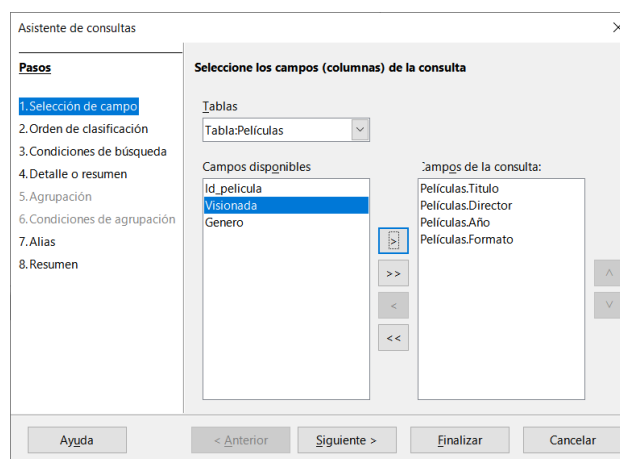 Asistente de consultas
Pasos
Seleccione los campos (columnas) de la consulta
1. Selección de campo
2. Orden de clasificación
3. Condiciones de búsqueda
4. Detalle o resumen
5. Agrupación
6. Condiciones de agrupación
7. Alias
8. Resumen
Tablas
Tabla:Películas
Campos disponibles
Id_pelicula
Visionada
Genero
>
>>
<
<<
Campos de la consulta:
Películas.Titulo
Películas.Director
Películas.Año
Películas.Formato
Ayuda
< Anterior
Siguiente >
Finalizar
Cancelar